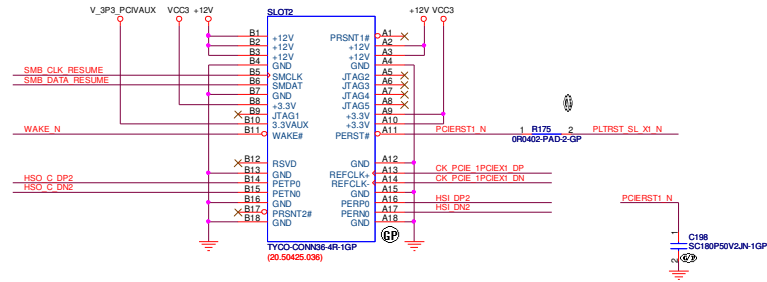 V_3P3_PCIVAUX VCC3 +12V
SLOT2
+12V VCC3
B1 +12V PRSNT1# A1
B2 +12V +12V A2
B3 +12V +12V A3
B4 GND GND A4
SMB_CLK_RESUME B5 SMCLK JTAG2 A5
SMB_DATA_RESUME B6 SMDAT JTAG3 A6
B7 GND JTAG4 A7
B8 +3.3V JTAG5 A8
B9 JTAG1 +3.3V A9
B10 3.3VAUX +3.3V A10
WAKE_N B11 WAKE# PERST# A11 PCIERST1_N 1 R175 2 PLTRST_SL_X1_N
0R0402-PAD-2-GP
B12 RSVD GND A12
B13 GND REFCLK+ A13 CK_PCIE_1PCIEX1_DP
HSO_C_DP2 B14 PETP0 REFCLK- A14 CK_PCIE_1PCIEX1_DN
HSO_C_DN2 B15 PETN0 GND A15
B16 GND PERP0 A16 HSI_DP2
B17 PRSNT2# PERN0 A17 HSI_DN2
B18 GND GND A18
PCIERST1_N
TYCO-CONN36-4R-1GP
(20.50425.036)
GP
1
C198
SC180P50V2JN-1GP
2